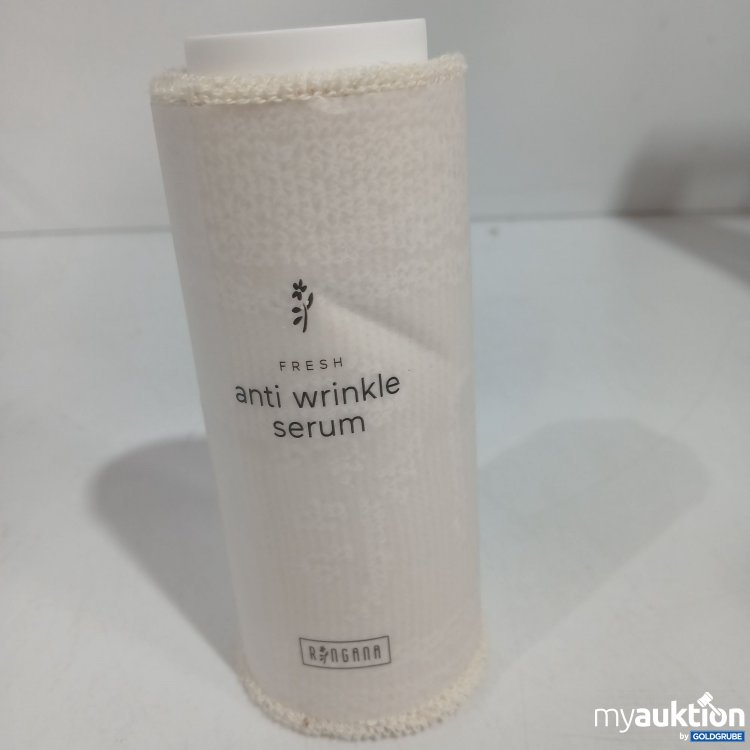 FRESH
anti wrinkle
serum
RINGANA
myauktion
by GOLDGRUBE